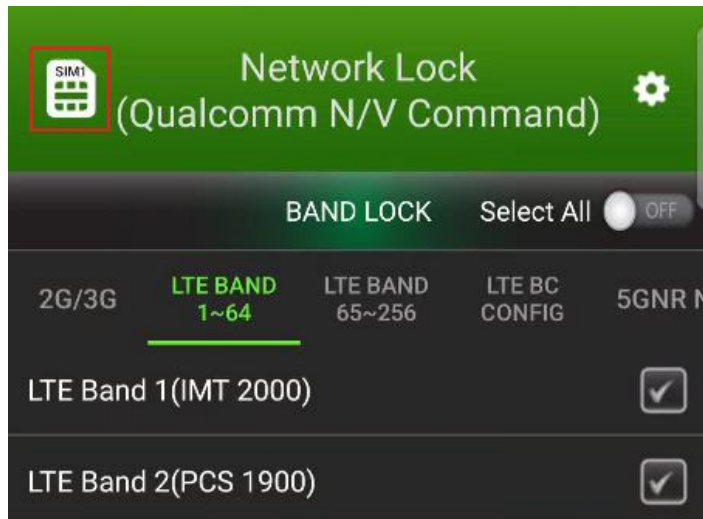 SIM1
Network Lock
(Qualcomm N/V Command)
BAND LOCK Select All OFF
2G/3G LTE BAND 1~64 LTE BAND 65~256 LTE BC CONFIG 5GNR
LTE Band 1(IMT 2000)
LTE Band 2(PCS 1900)